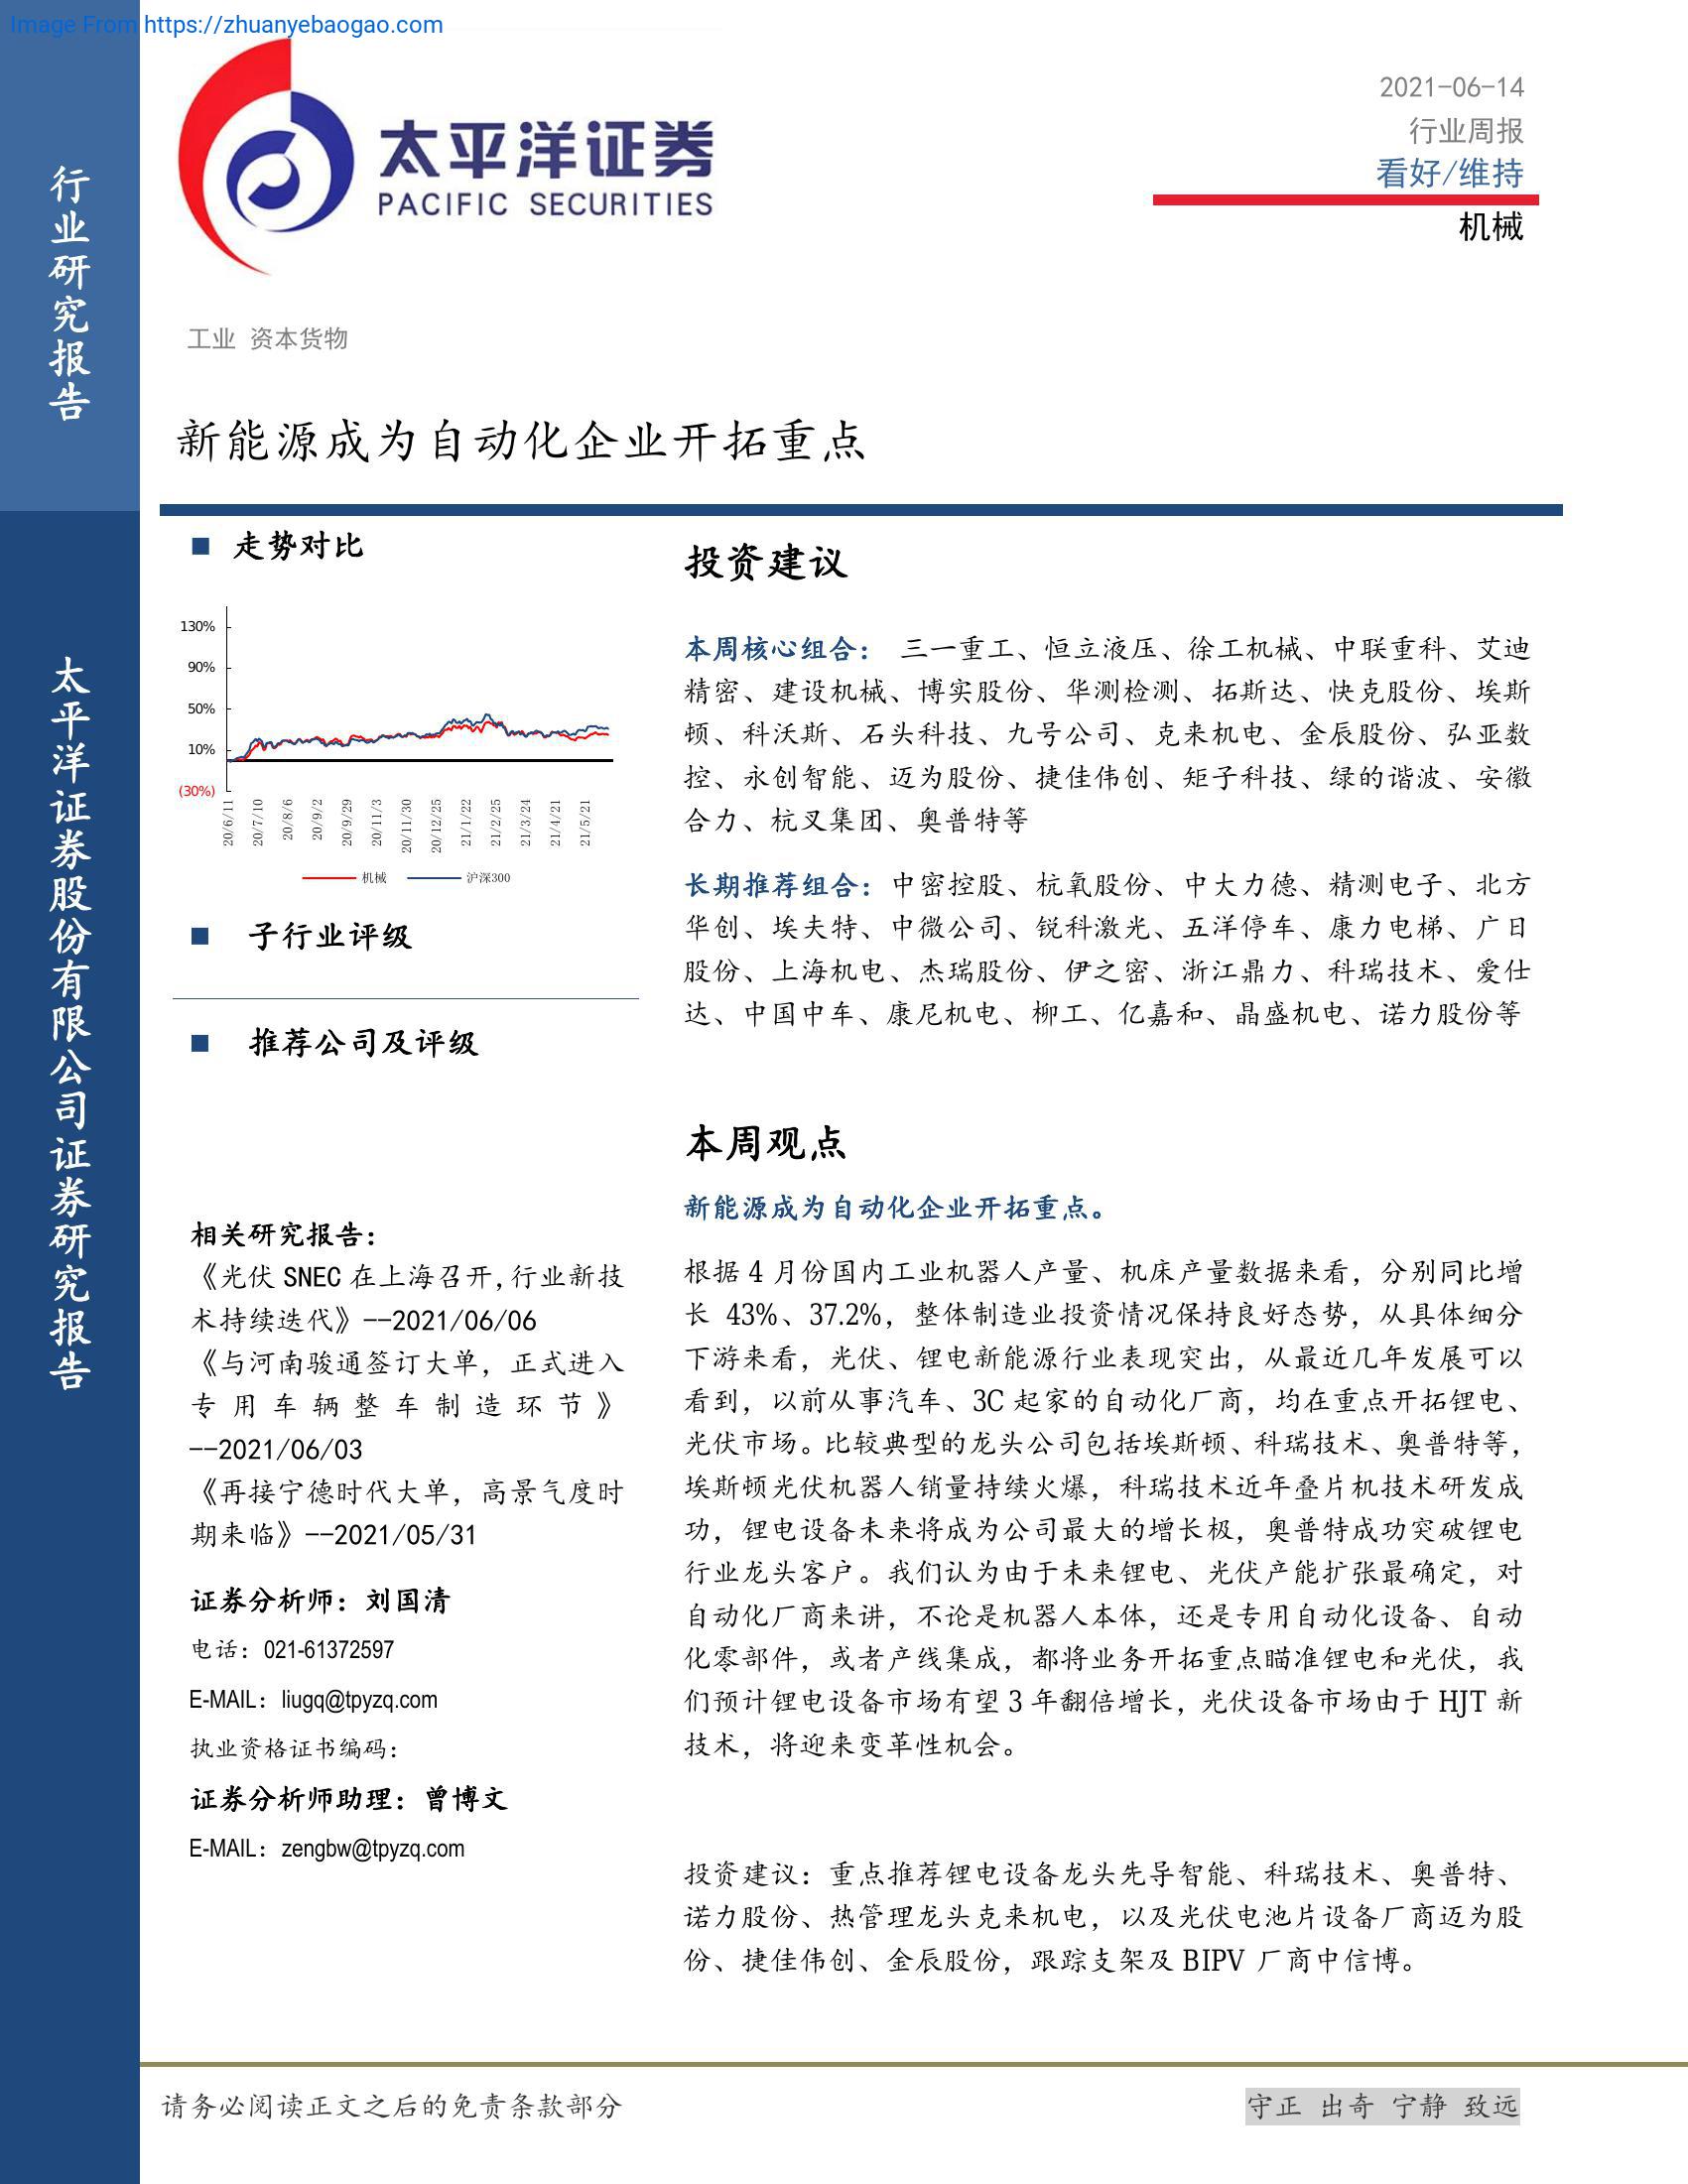 Image From https://zhuanyebaogao.com
行业研究报告
太平洋证券股份有限公司证券研究报告
太平洋证券
PACIFIC SECURITIES
2021-06-14
行业周报
看好/维持
机械
工业 资本货物
新能源成为自动化企业开拓重点
走势对比
130%
90%
50%
10%
(30%)
20/6/11
20/7/10
20/8/6
20/9/2
20/9/29
20/11/3
20/11/30
20/12/25
21/1/22
21/2/25
21/3/24
21/4/21
21/5/21
机械
沪深300
子行业评级
推荐公司及评级
相关研究报告：
《光伏 SNEC 在上海召开,行业新技
术持续迭代》--2021/06/06
《与河南骏通签订大单，正式进入
专用车辆整车制造环节》
--2021/06/03
《再接宁德时代大单，高景气度时
期来临》--2021/05/31
证券分析师：刘国清
电话：021-61372597
E-MAIL：liugq@tpyzq.com
执业资格证书编码：
证券分析师助理：曾博文
E-MAIL：zengbw@tpyzq.com
投资建议
本周核心组合： 三一重工、恒立液压、徐工机械、中联重科、艾迪
精密、建设机械、博实股份、华测检测、拓斯达、快克股份、埃斯
顿、科沃斯、石头科技、九号公司、克来机电、金辰股份、弘亚数
控、永创智能、迈为股份、捷佳伟创、矩子科技、绿的谐波、安徽
合力、杭叉集团、奥普特等
长期推荐组合：中密控股、杭氧股份、中大力德、精测电子、北方
华创、埃夫特、中微公司、锐科激光、五洋停车、康力电梯、广日
股份、上海机电、杰瑞股份、伊之密、浙江鼎力、科瑞技术、爱仕
达、中国中车、康尼机电、柳工、亿嘉和、晶盛机电、诺力股份等
本周观点
新能源成为自动化企业开拓重点。
根据 4 月份国内工业机器人产量、机床产量数据来看，分别同比增
长 43%、37.2%，整体制造业投资情况保持良好态势，从具体细分
下游来看，光伏、锂电新能源行业表现突出，从最近几年发展可以
看到，以前从事汽车、3C 起家的自动化厂商，均在重点开拓锂电、
光伏市场。比较典型的龙头公司包括埃斯顿、科瑞技术、奥普特等，
埃斯顿光伏机器人销量持续火爆，科瑞技术近年叠片机技术研发成
功，锂电设备未来将成为公司最大的增长极，奥普特成功突破锂电
行业龙头客户。我们认为由于未来锂电、光伏产能扩张最确定，对
自动化厂商来讲，不论是机器人本体，还是专用自动化设备、自动
化零部件，或者产线集成，都将业务开拓重点瞄准锂电和光伏，我
们预计锂电设备市场有望 3 年翻倍增长，光伏设备市场由于 HJT 新
技术，将迎来变革性机会。
投资建议：重点推荐锂电设备龙头先导智能、科瑞技术、奥普特、
诺力股份、热管理龙头克来机电，以及光伏电池片设备厂商迈为股
份、捷佳伟创、金辰股份，跟踪支架及 BIPV 厂商中信博。
请务必阅读正文之后的免责条款部分
守正 出奇 宁静 致远